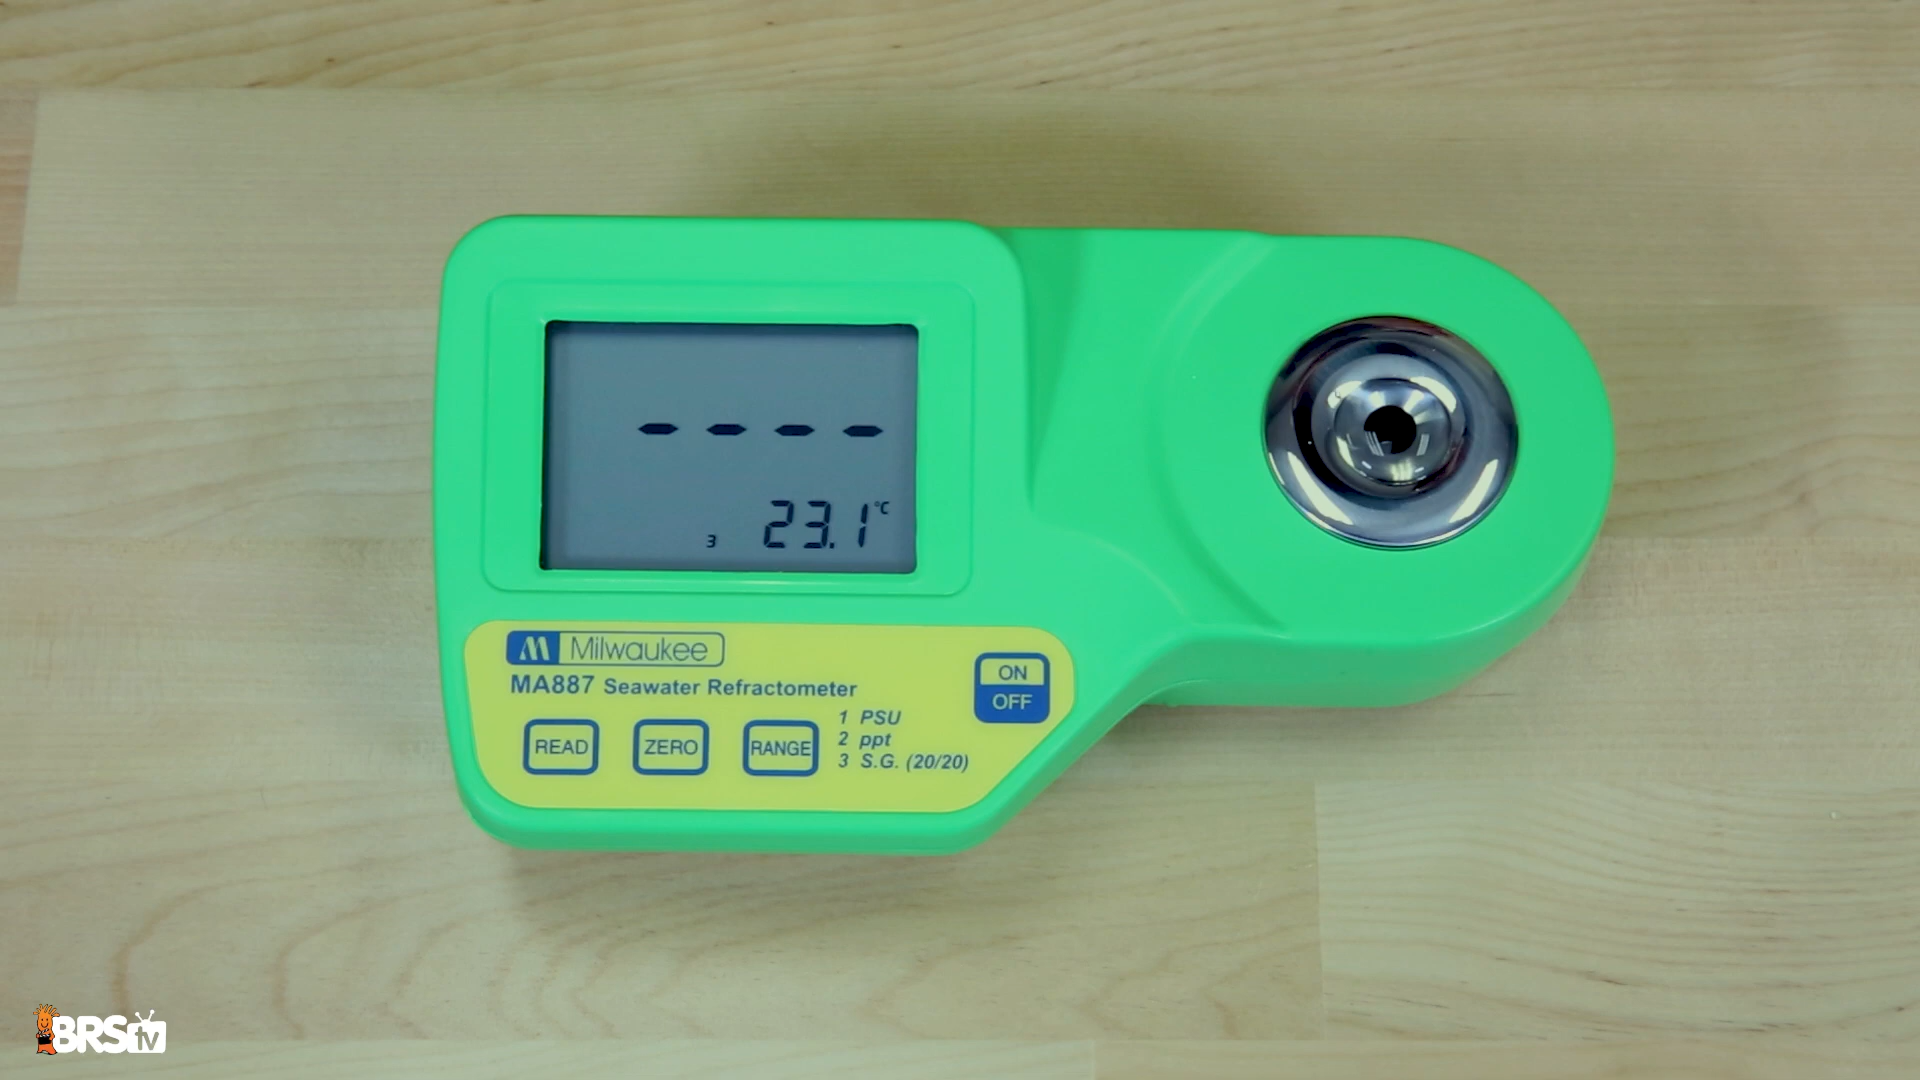 - - - -
3 23.1°C
Milwaukee
MA887 Seawater Refractometer
ON
OFF
READ
ZERO
RANGE
1 PSU
2 ppt
3 S.G. (20/20)
BRStv